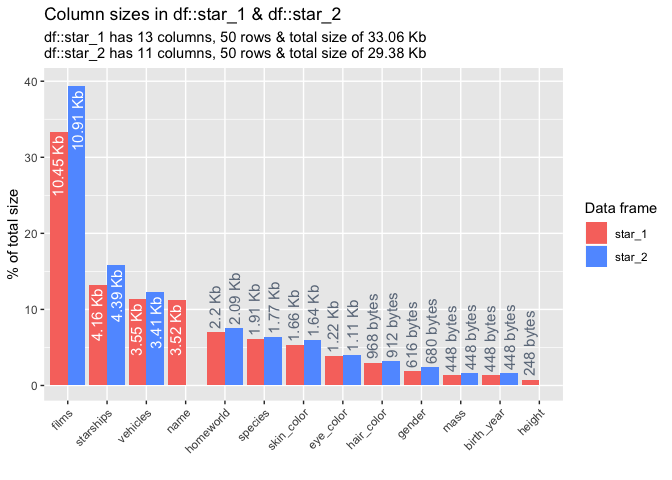 Column sizes in df::star_1 & df::star_2
df::star_1 has 13 columns, 50 rows & total size of 33.06 Kb
df::star_2 has 11 columns, 50 rows & total size of 29.38 Kb
% of total size
40
30
20
10
0
10.45 Kb
10.91 Kb
4.16 Kb
4.39 Kb
3.55 Kb
3.41 Kb
3.52 Kb
2.2 Kb
2.09 Kb
1.91 Kb
1.77 Kb
1.66 Kb
1.64 Kb
1.22 Kb
1.11 Kb
968 bytes
912 bytes
616 bytes
680 bytes
448 bytes
448 bytes
448 bytes
448 bytes
248 bytes
films
starships
vehicles
name
homeworld
species
skin_color
eye_color
hair_color
gender
mass
birth_year
height
Data frame
star_1
star_2